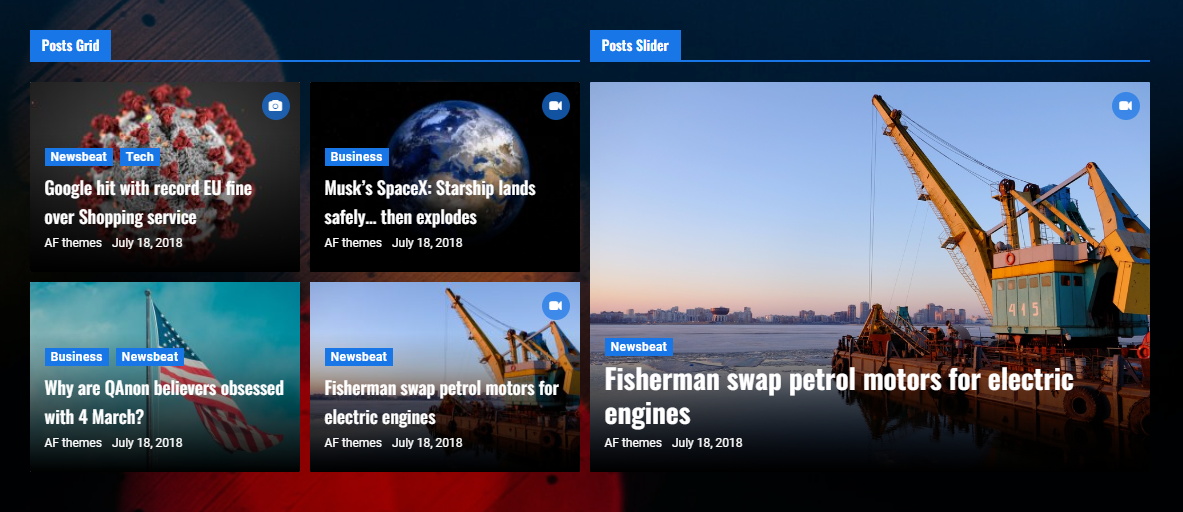 Posts Grid
Newsbeat Tech
Google hit with record EU fine
over Shopping service
AF themes July 18, 2018
Business
Musk's SpaceX: Starship lands
safely... then explodes
AF themes July 18, 2018
Business Newsbeat
Why are QAnon believers obsessed
with 4 March?
AF themes July 18, 2018
Newsbeat
Fisherman swap petrol motors for
electric engines
AF themes July 18, 2018
Posts Slider
415
Newsbeat
Fisherman swap petrol motors for electric
engines
AF themes July 18, 2018